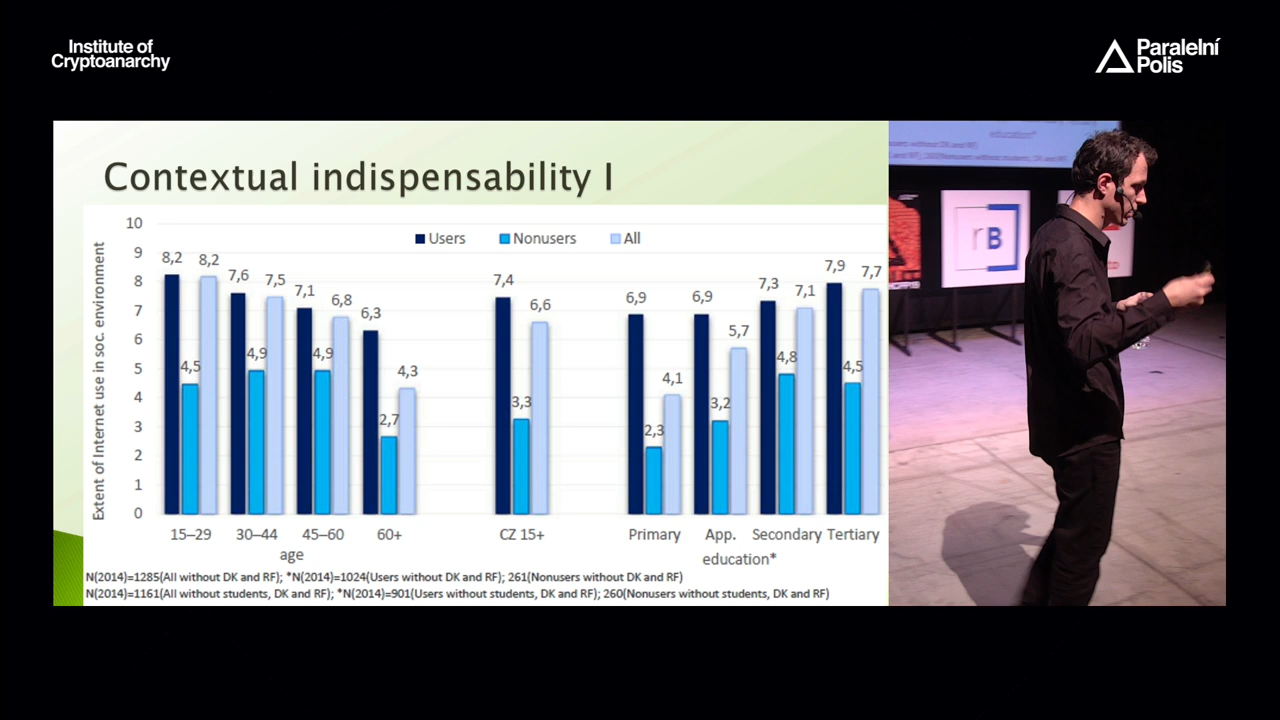 Institute of
Cryptoanarchy
Paralelní
Polis
Contextual indispensability I
Extent of Internet use in soc. environment
10
9
8
7
6
5
4
3
2
1
0
Users Nonusers All
8,2 4,5 8,2
7,6 4,9 7,5
7,1 4,9 6,8
6,3 2,7 4,3
7,4 3,3 6,6
6,9 2,3 4,1
6,9 3,2 5,7
7,3 4,8 7,1
7,9 4,5 7,7
15–29 30–44 45–60 60+ CZ 15+ Primary App. Secondary Tertiary
age education*
N(2014)=1285(All without DK and RF); *N(2014)=1024(Users without DK and RF); 261(Nonusers without DK and RF)
N(2014)=1161(All without students, DK and RF); *N(2014)=901(Users without students, DK and RF); 260(Nonusers without students, DK and RF)
rB